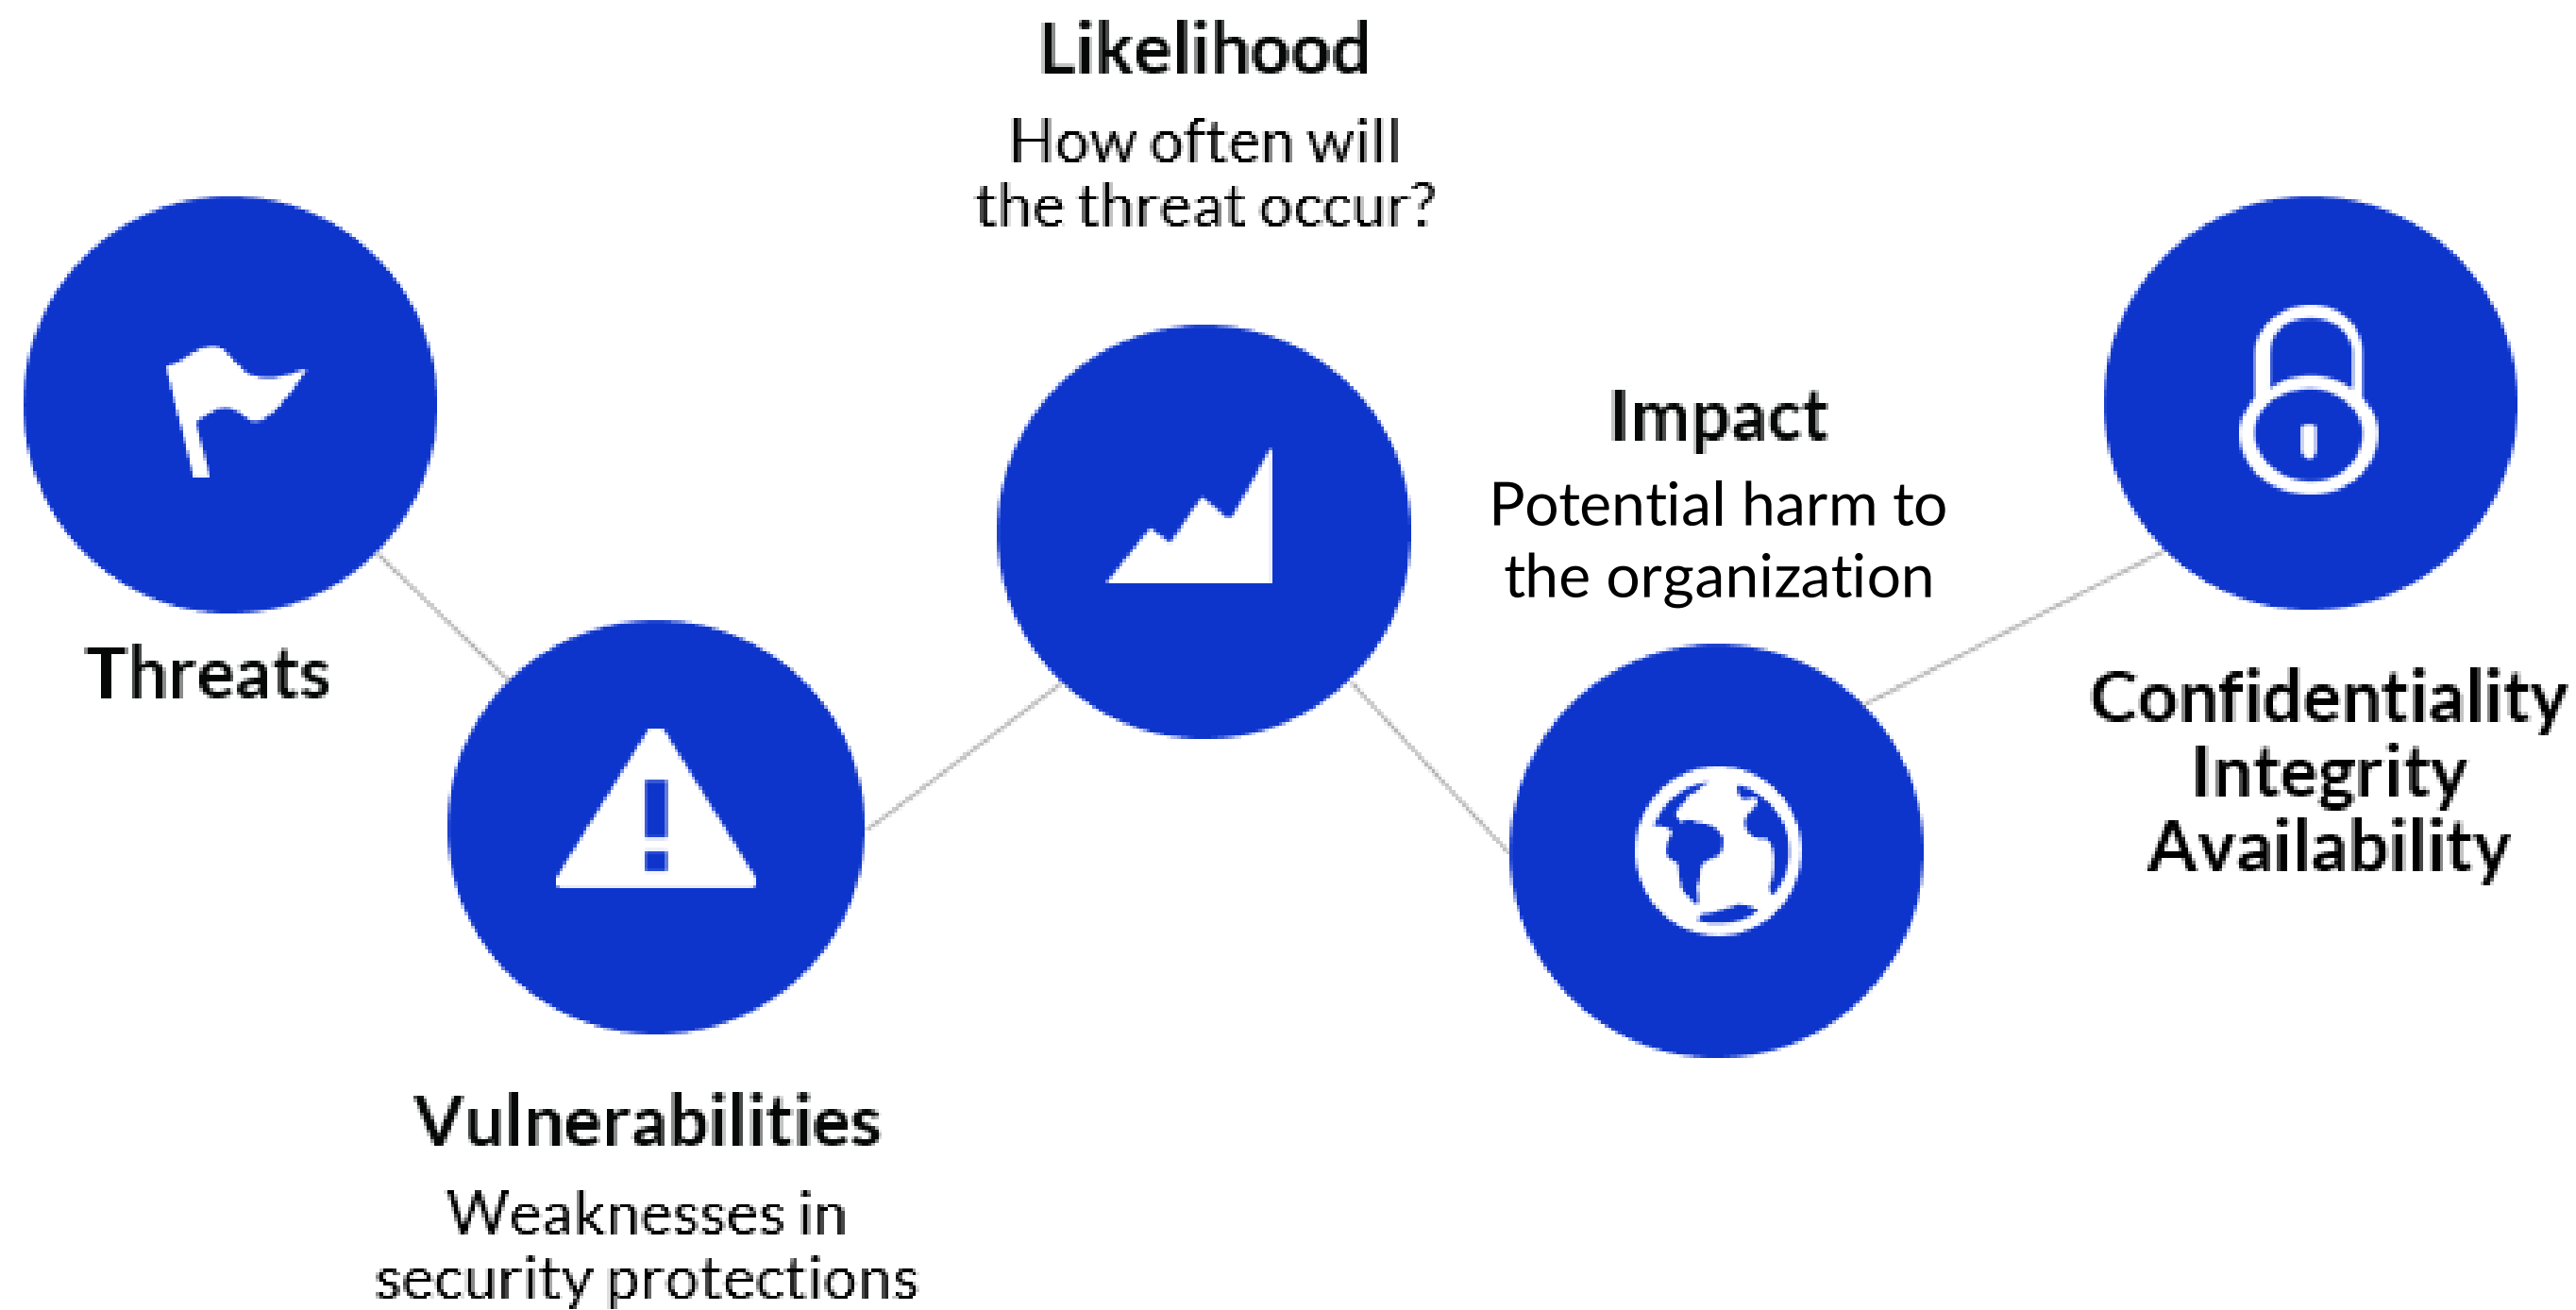 Threats
Vulnerabilities
Weaknesses in
security protections
Likelihood
How often will
the threat occur?
Impact
Potential harm to
the organization
Confidentiality
Integrity
Availability